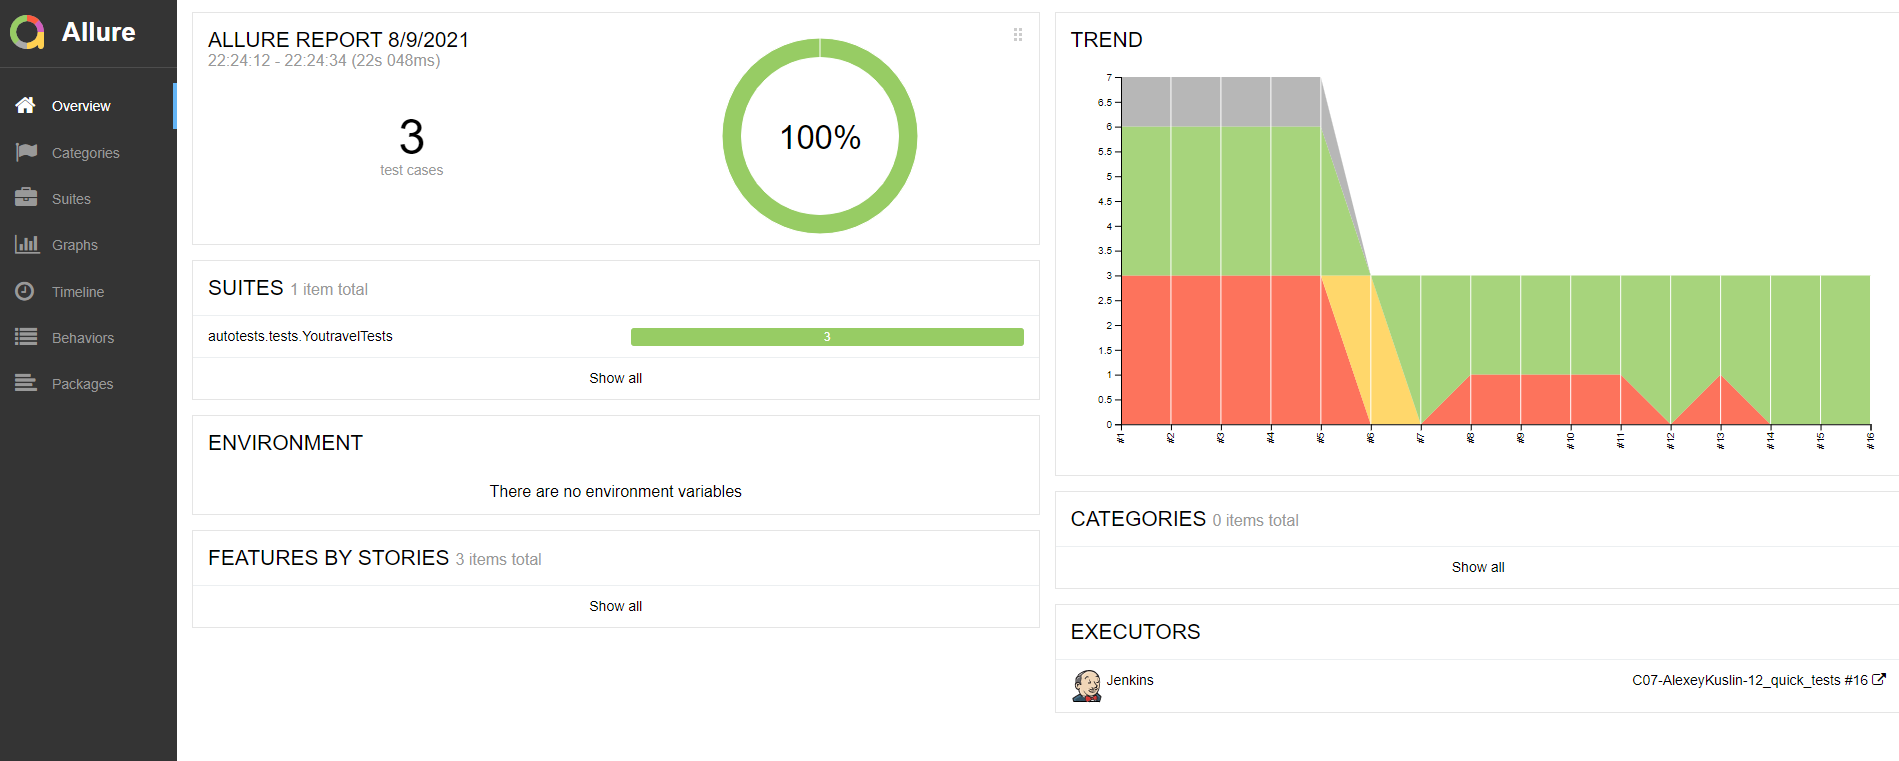 Allure
Overview
Categories
Suites
Graphs
Timeline
Behaviors
Packages
ALLURE REPORT 8/9/2021
22:24:12 - 22:24:34 (22s 048ms)
3
test cases
100%
SUITES 1 item total
autotests.tests.YoutravelTests 3
Show all
ENVIRONMENT
There are no environment variables
FEATURES BY STORIES 3 items total
Show all
TREND
7
6.5
6
5.5
5
4.5
4
3.5
3
2.5
2
1.5
1
0.5
0
#1 #2 #3 #4 #5 #6 #7 #8 #9 #10 #11 #12 #13 #14 #15 #16
CATEGORIES 0 items total
Show all
EXECUTORS
Jenkins C07-AlexeyKuslin-12_quick_tests #16